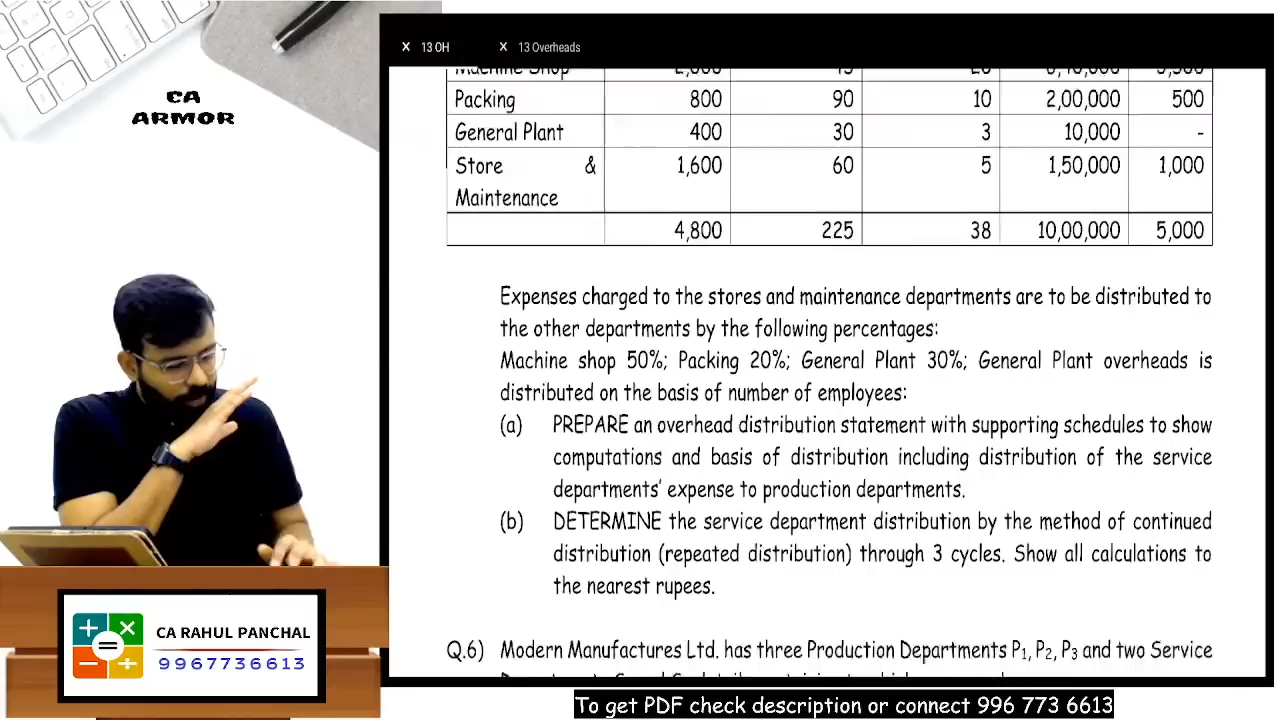 × 13 OH × 13 Overheads
CA
ARMOR
Machine Shop
Packing 800 90 10 2,00,000 500
General Plant 400 30 3 10,000 -
Store & 1,600 60 5 1,50,000 1,000
Maintenance
4,800 225 38 10,00,000 5,000
Expenses charged to the stores and maintenance departments are to be distributed to
the other departments by the following percentages:
Machine shop 50%; Packing 20%; General Plant 30%; General Plant overheads is
distributed on the basis of number of employees:
(a) PREPARE an overhead distribution statement with supporting schedules to show
computations and basis of distribution including distribution of the service
departments' expense to production departments.
(b) DETERMINE the service department distribution by the method of continued
distribution (repeated distribution) through 3 cycles. Show all calculations to
the nearest rupees.
Q.6) Modern Manufactures Ltd. has three Production Departments P₁, P₂, P₃ and two Service
+ ×
=
− ÷
CA RAHUL PANCHAL
9967736613
To get PDF check description or connect 996 773 6613